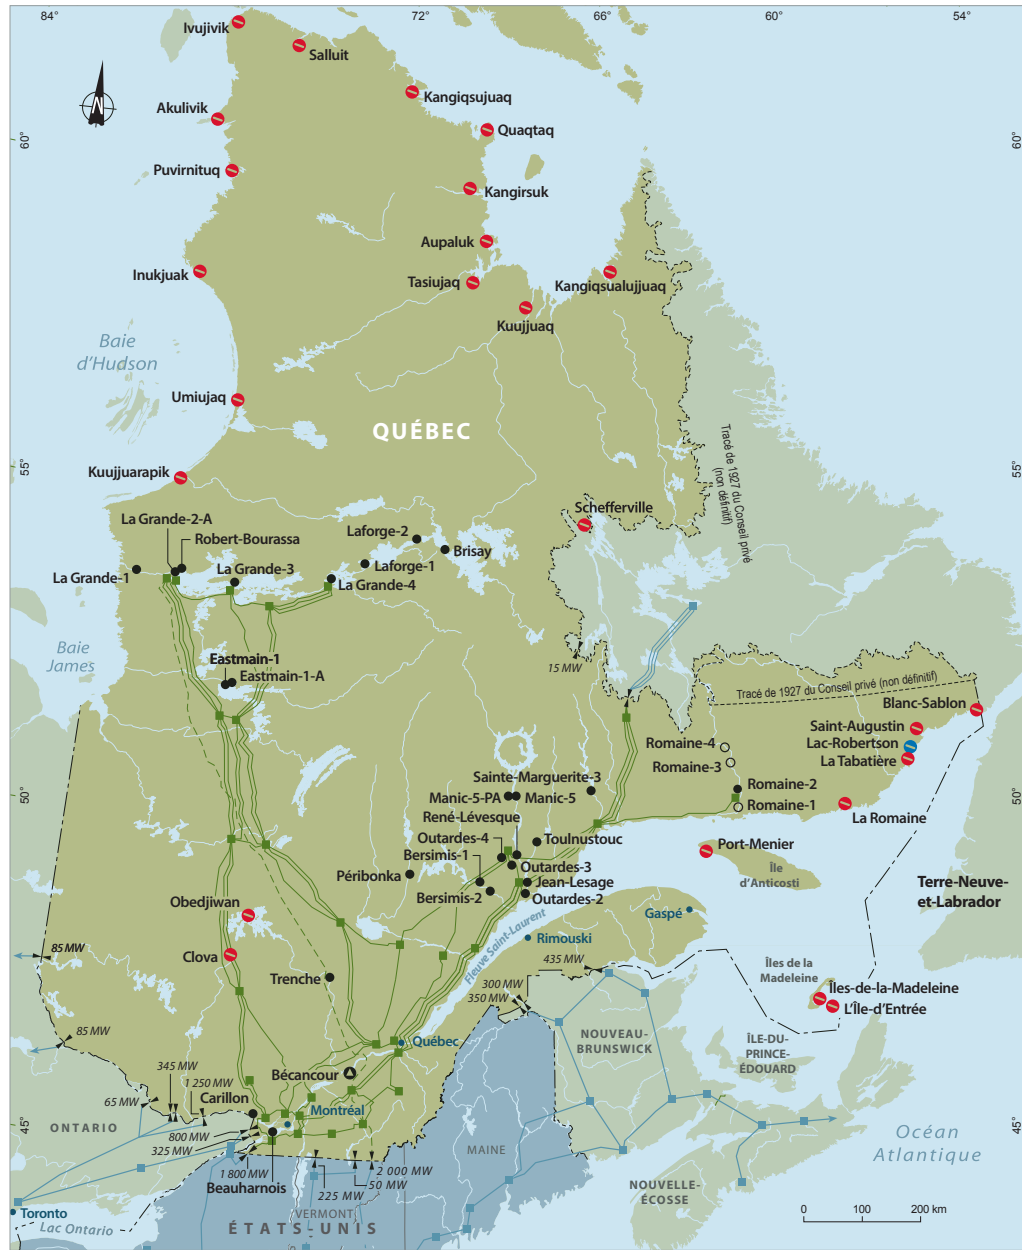 84°
72°
66°
60°
54°
Ivujivik
Salluit
N
Kangiqsujuaq
Akulivik
Quaqtaq
60°
60°
Puvirnituq
Kangirsuk
Aupaluk
Inukjuak
Tasiujaq
Kangiqsualujjuaq
Kuujjuaq
Baie
d'Hudson
Umiujaq
QUÉBEC
Tracé de 1927 du Conseil privé
(non définitif)
55°
55°
Kuujjuarapik
Schefferville
La Grande-2-A
Robert-Bourassa
Laforge-2
Brisay
La Grande-1
La Grande-3
Laforge-1
La Grande-4
Baie
James
Eastmain-1
Eastmain-1-A
15 MW
Tracé de 1927 du Conseil privé (non définitif)
Blanc-Sablon
Saint-Augustin
Lac-Robertson
La Tabatière
Romaine-4
Romaine-3
Sainte-Marguerite-3
Romaine-2
50°
50°
Manic-5-PA
Manic-5
Romaine-1
René-Lévesque
La Romaine
Outardes-4
Toulnustouc
Port-Menier
Bersimis-1
Outardes-3
Île
d'Anticosti
Péribonka
Jean-Lesage
Bersimis-2
Outardes-2
Terre-Neuve-
et-Labrador
Obedjiwan
Gaspé
Fleuve Saint-Laurent
Rimouski
85 MW
Clova
435 MW
Îles de la
Madeleine
Trenche
300 MW
350 MW
Îles-de-la-Madeleine
L'Île-d'Entrée
85 MW
Québec
NOUVEAU-
BRUNSWICK
ÎLE-DU-
PRINCE-
ÉDOUARD
345 MW
1 250 MW
Bécancour
65 MW
Carillon
Montréal
ONTARIO
45°
45°
800 MW
325 MW
MAINE
Océan
Atlantique
1 800 MW
2 000 MW
50 MW
225 MW
Beauharnois
NOUVELLE-
ÉCOSSE
Toronto
Lac Ontario
VERMONT
ÉTATS-UNIS
0 100 200 km